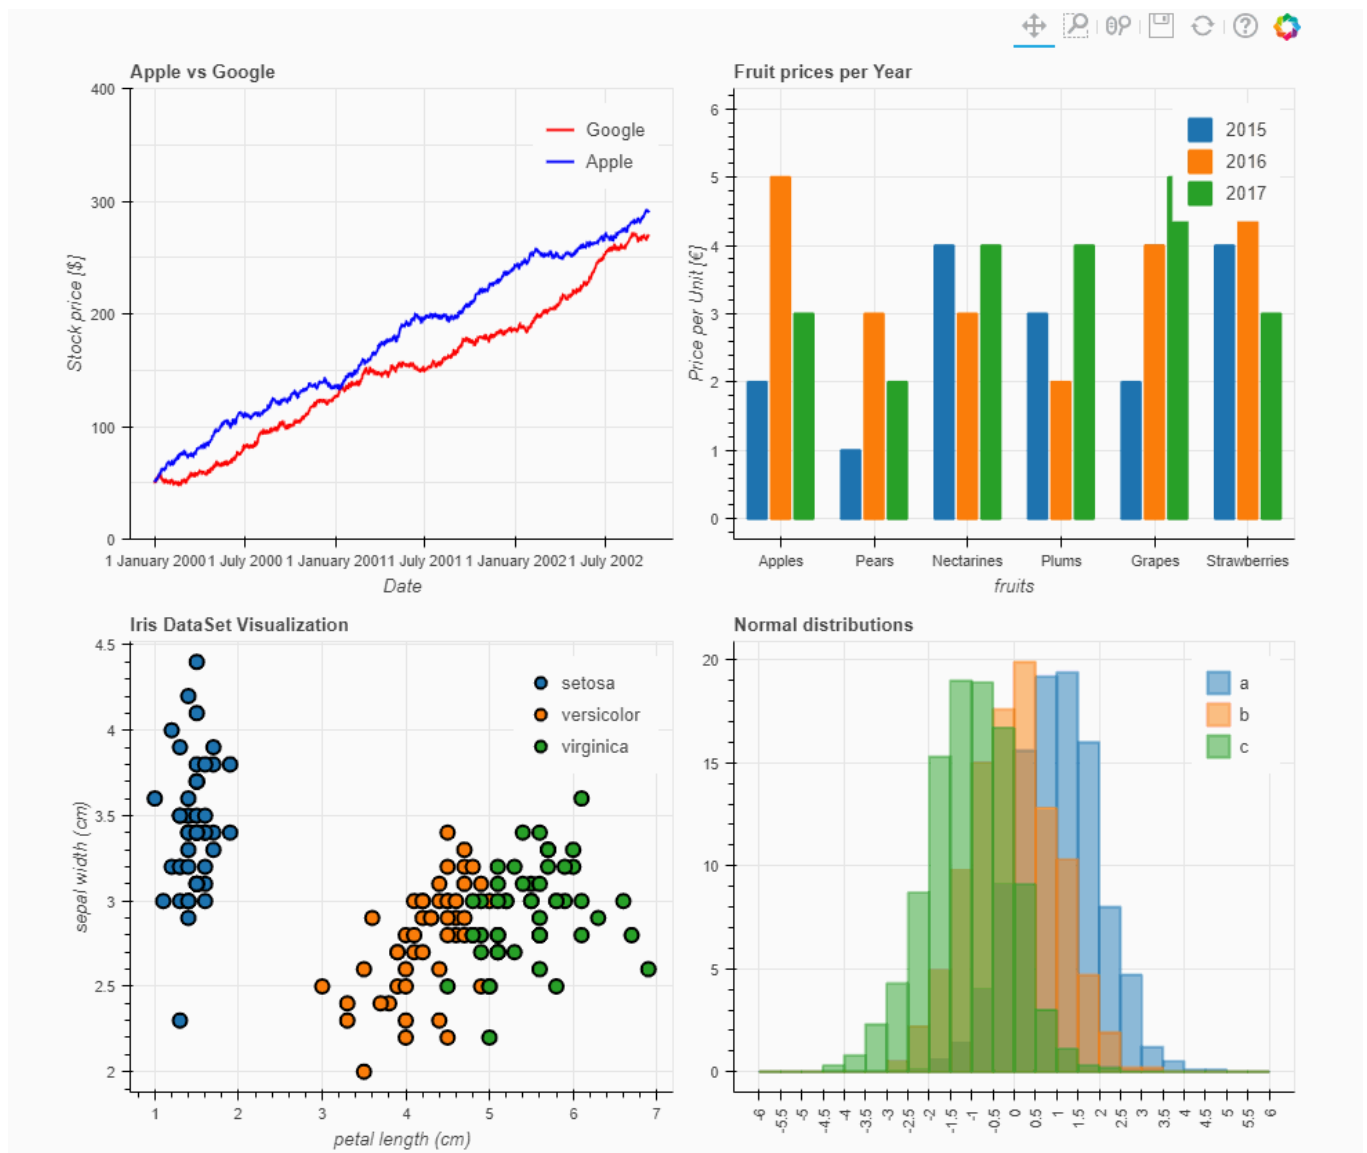 Apple vs Google
400
300
200
100
0
Stock price [$]
Google
Apple
1 January 2000 1 July 2000 1 January 2001 1 July 2001 1 January 2002 1 July 2002
Date
Fruit prices per Year
6
5
4
3
2
1
0
Price per Unit [€]
2015
2016
2017
Apples Pears Nectarines Plums Grapes Strawberries
fruits
Iris DataSet Visualization
4.5
4
3.5
3
2.5
2
sepal width (cm)
setosa
versicolor
virginica
1 2 3 4 5 6 7
petal length (cm)
Normal distributions
20
15
10
5
0
a
b
c
-6 -5.5 -5 -4.5 -4 -3.5 -3 -2.5 -2 -1.5 -1 -0.5 0 0.5 1 1.5 2 2.5 3 3.5 4 4.5 5 5.5 6